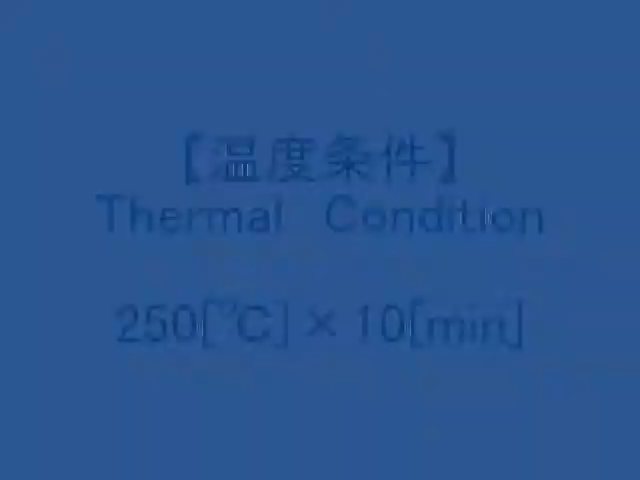 【温度条件】
Thermal Condition
250[℃]×10[min]